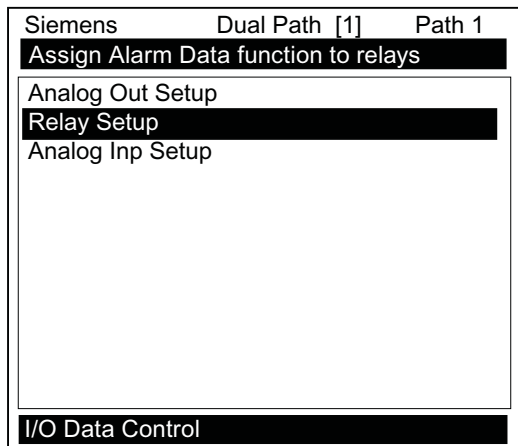 Siemens Dual Path [1] Path 1
Assign Alarm Data function to relays
Analog Out Setup
Relay Setup
Analog Inp Setup
I/O Data Control